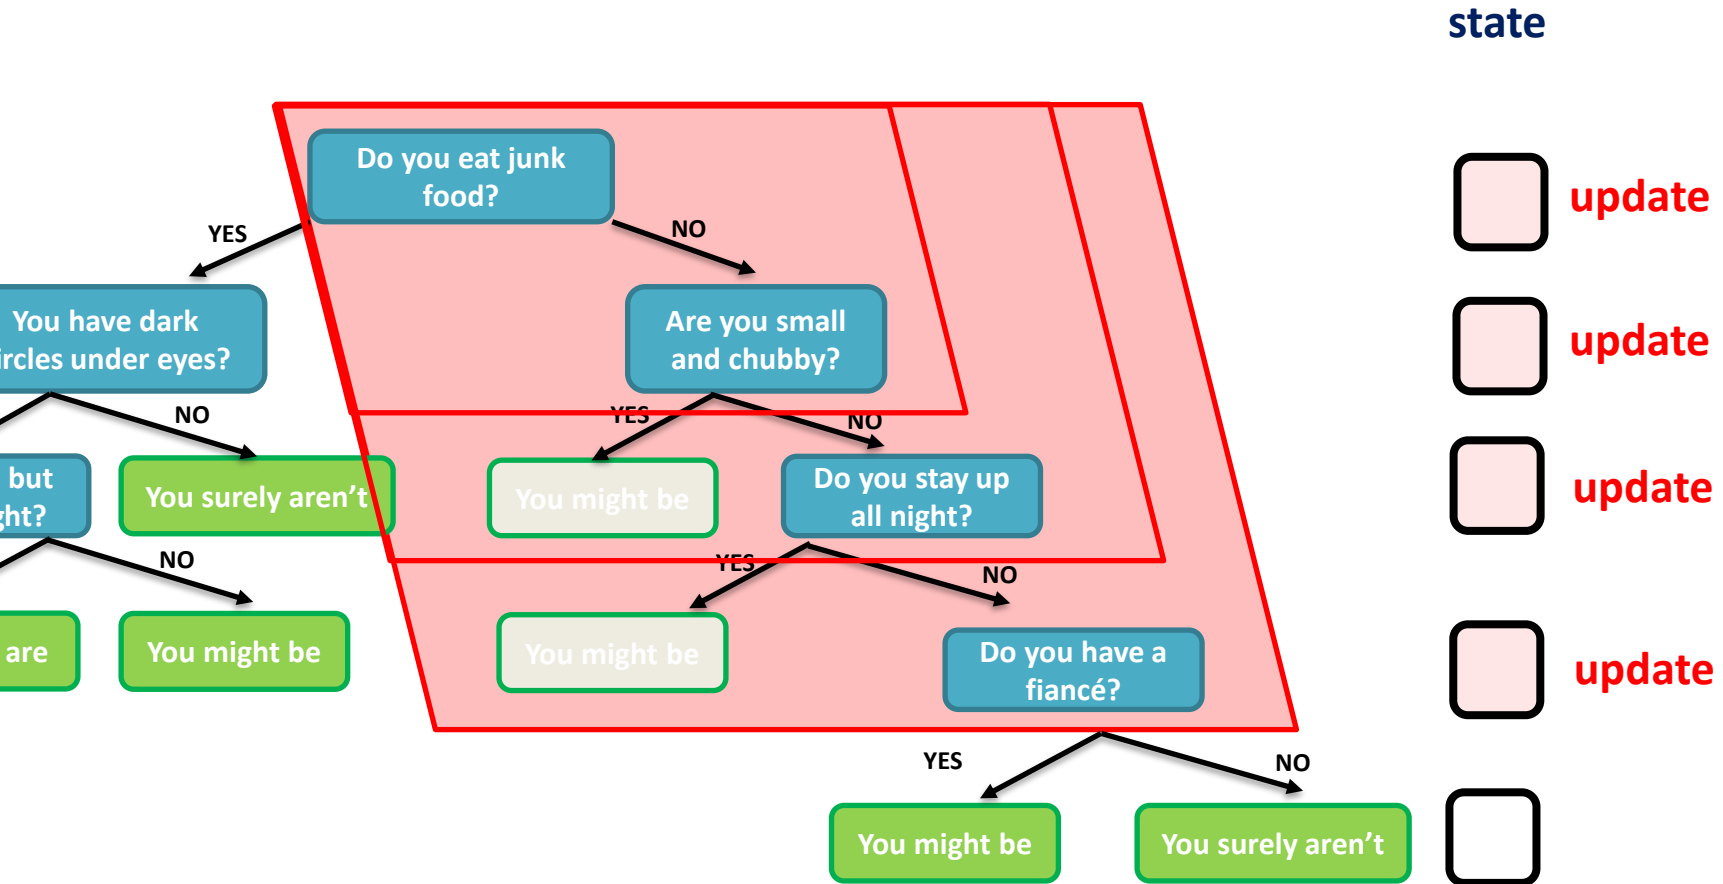 state
Do you eat junk
food?
update
YES
NO
You have dark
ircles under eyes?
Are you small
and chubby?
update
NO
YES
NO
but
ght?
You surely aren't
You might be
Do you stay up
all night?
update
NO
YES
NO
are
You might be
You might be
Do you have a
fiancé?
update
YES
NO
You might be
You surely aren't